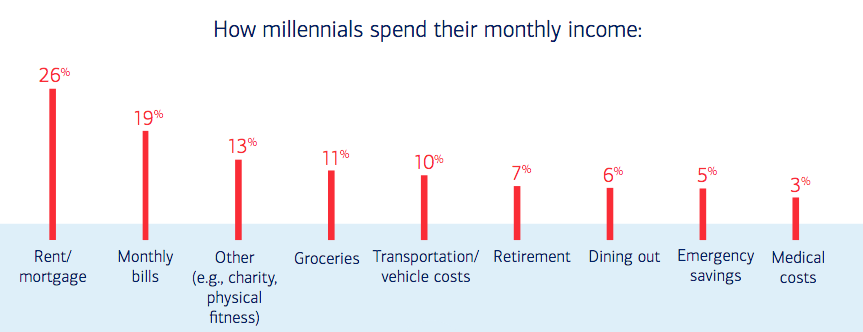 How millennials spend their monthly income:
26%
19%
13%
11%
10%
7%
6%
5%
3%
Rent/
mortgage
Monthly
bills
Other
(e.g., charity,
physical
fitness)
Groceries
Transportation/
vehicle costs
Retirement
Dining out
Emergency
savings
Medical
costs